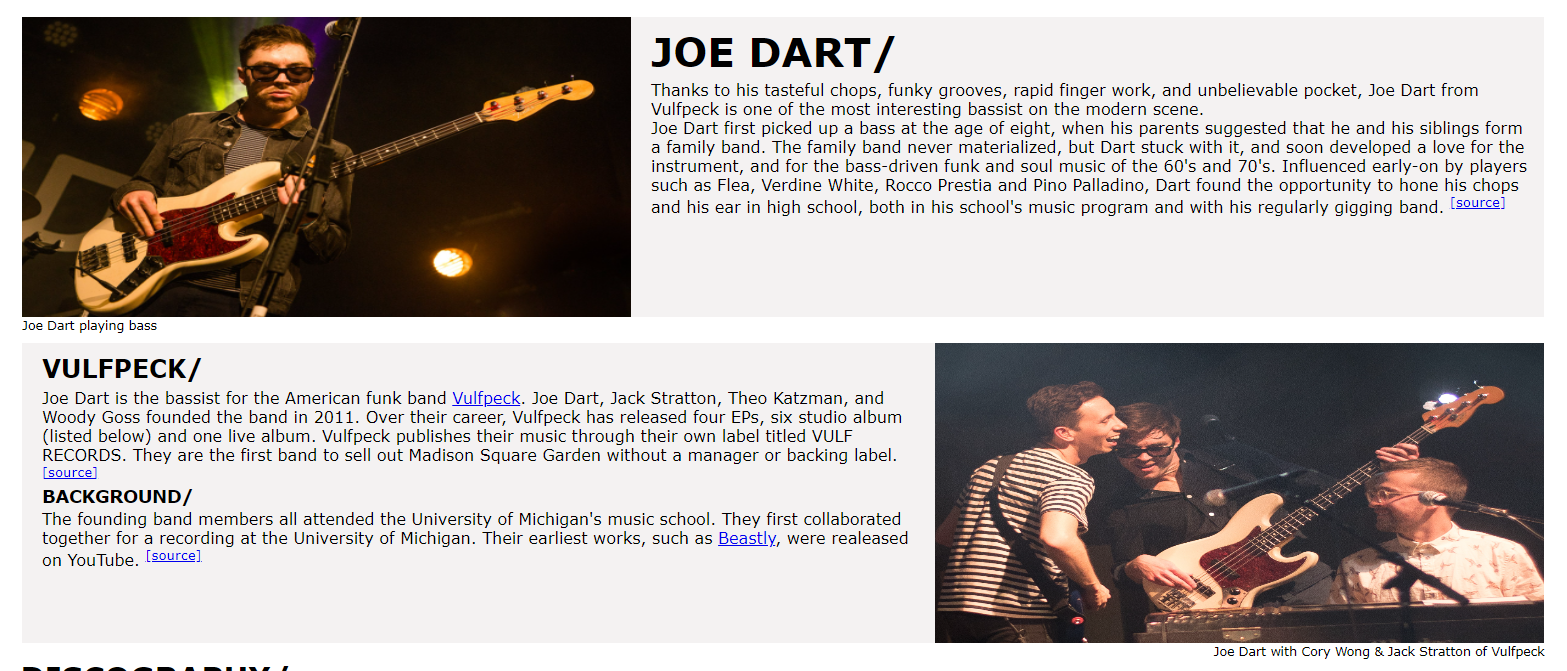 JOE DART/
Thanks to his tasteful chops, funky grooves, rapid finger work, and unbelievable pocket, Joe Dart from
Vulfpeck is one of the most interesting bassist on the modern scene.
Joe Dart first picked up a bass at the age of eight, when his parents suggested that he and his siblings form
a family band. The family band never materialized, but Dart stuck with it, and soon developed a love for the
instrument, and for the bass-driven funk and soul music of the 60's and 70's. Influenced early-on by players
such as Flea, Verdine White, Rocco Prestia and Pino Palladino, Dart found the opportunity to hone his chops
and his ear in high school, both in his school's music program and with his regularly gigging band. [source]
Joe Dart playing bass
VULFPECK/
Joe Dart is the bassist for the American funk band Vulfpeck. Joe Dart, Jack Stratton, Theo Katzman, and
Woody Goss founded the band in 2011. Over their career, Vulfpeck has released four EPs, six studio album
(listed below) and one live album. Vulfpeck publishes their music through their own label titled VULF
RECORDS. They are the first band to sell out Madison Square Garden without a manager or backing label.
[source]
BACKGROUND/
The founding band members all attended the University of Michigan's music school. They first collaborated
together for a recording at the University of Michigan. Their earliest works, such as Beastly, were realeased
on YouTube. [source]
Joe Dart with Cory Wong & Jack Stratton of Vulfpeck
DISCOGRAPHY/